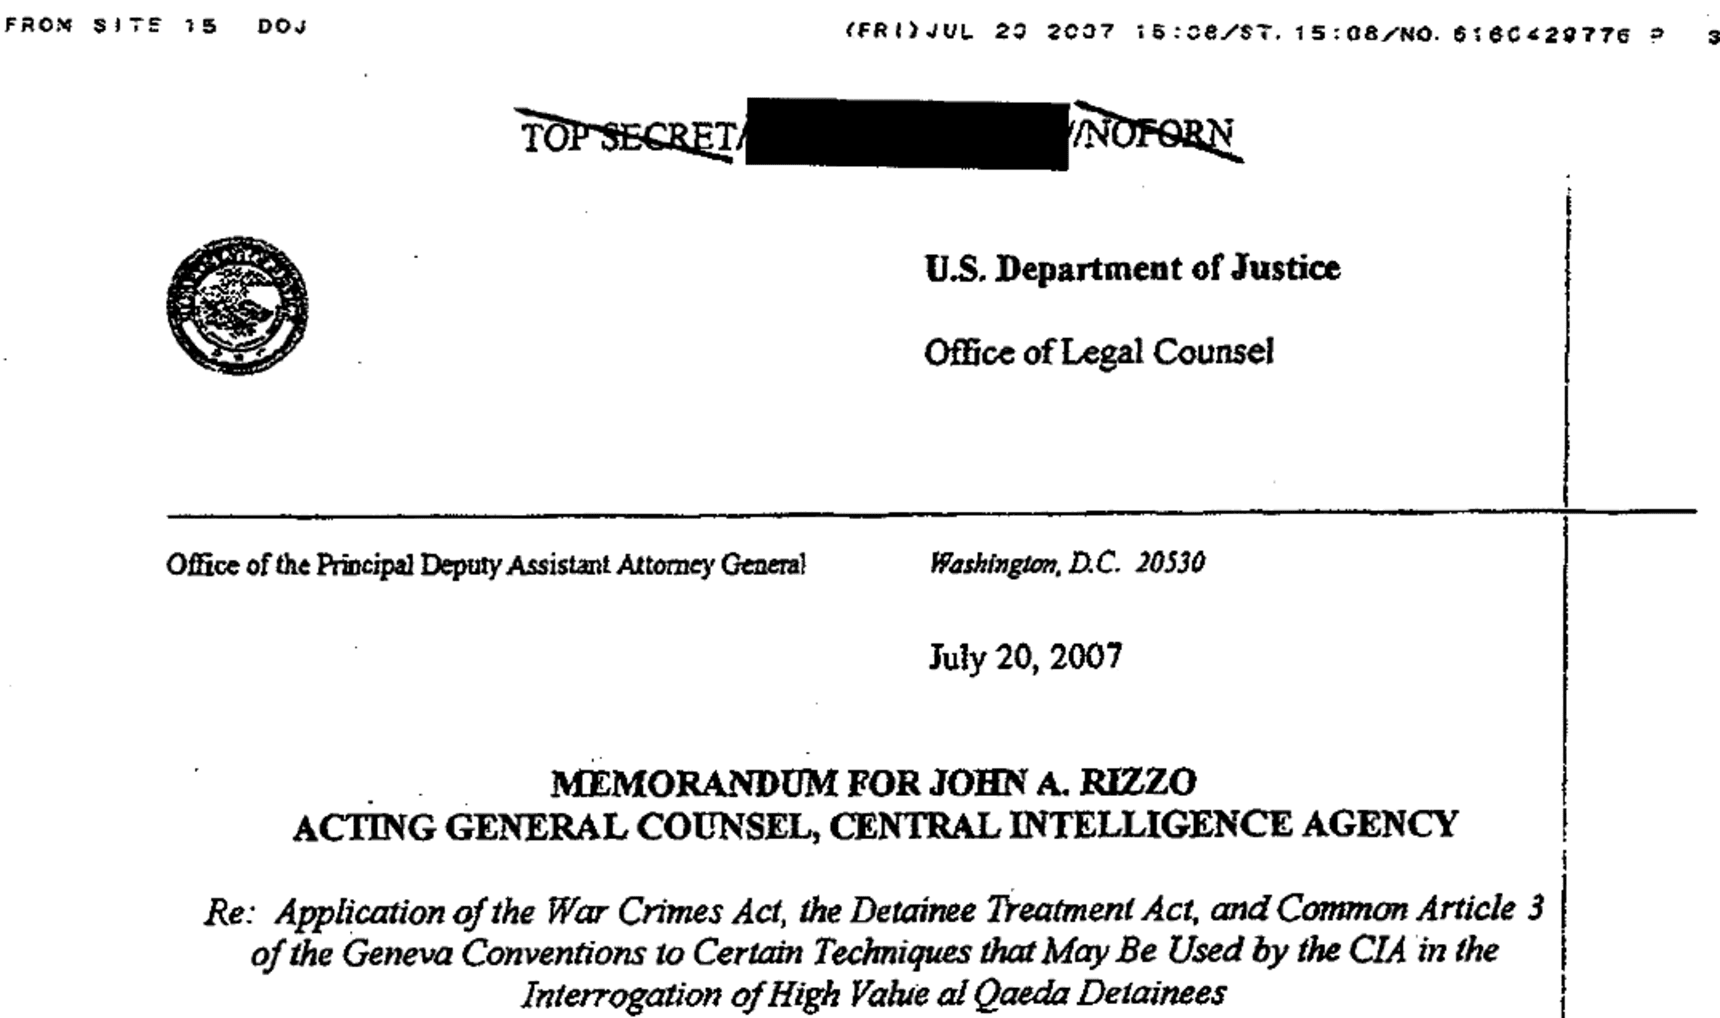 FROM SITE 15 DOJ
(FRI) JUL 20 2007 15:08/ST. 15:08/NO. 6160429776 P 3
TOP SECRET/ //NOFORN
U.S. Department of Justice
Office of Legal Counsel
Office of the Principal Deputy Assistant Attorney General
Washington, D.C. 20530
July 20, 2007
MEMORANDUM FOR JOHN A. RIZZO
ACTING GENERAL COUNSEL, CENTRAL INTELLIGENCE AGENCY
Re: Application of the War Crimes Act, the Detainee Treatment Act, and Common Article 3
of the Geneva Conventions to Certain Techniques that May Be Used by the CIA in the
Interrogation of High Value al Qaeda Detainees